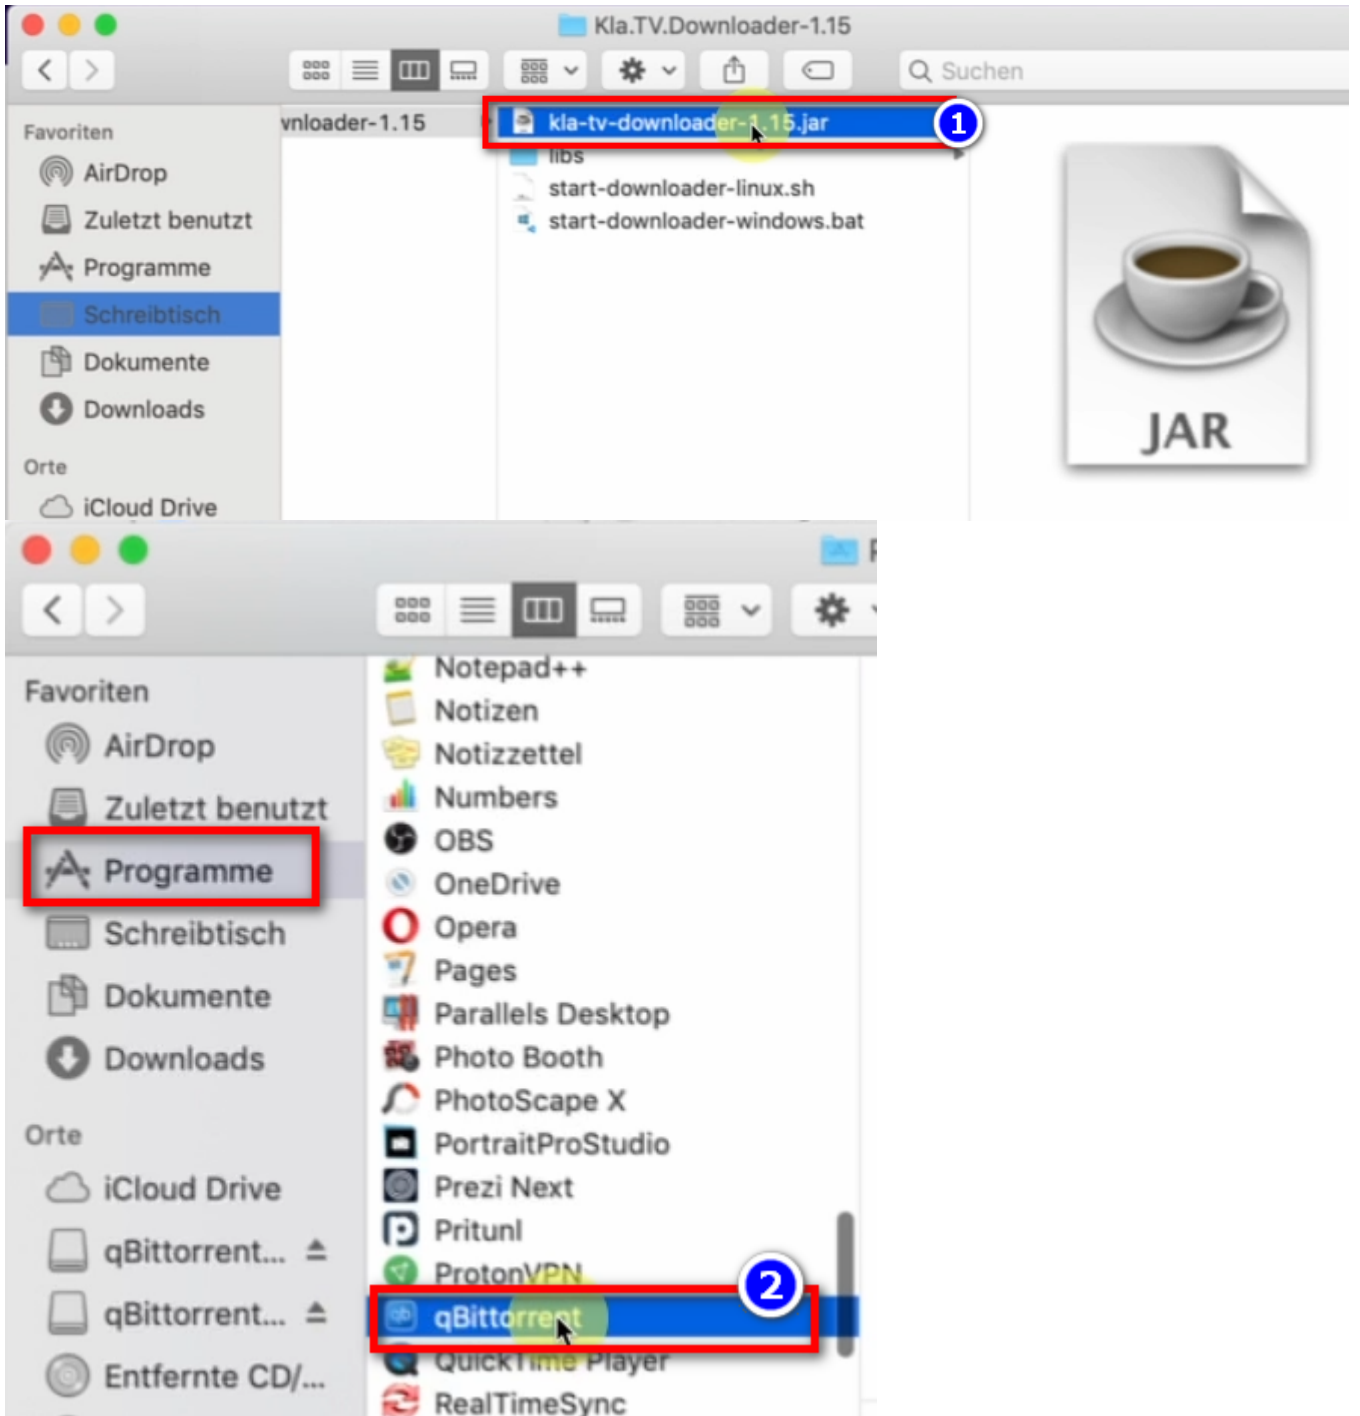 Kla.TV.Downloader-1.15
Suchen
Favoriten
AirDrop
Zuletzt benutzt
Programme
Schreibtisch
Dokumente
Downloads
Orte
iCloud Drive
wnloader-1.15
kla-tv-downloader-1.15.jar
1
libs
start-downloader-linux.sh
start-downloader-windows.bat
JAR
Favoriten
AirDrop
Zuletzt benutzt
Programme
Schreibtisch
Dokumente
Downloads
Orte
iCloud Drive
qBittorrent...
qBittorrent...
Entfernte CD/...
Notepad++
Notizen
Notizzettel
Numbers
OBS
OneDrive
Opera
Pages
Parallels Desktop
Photo Booth
PhotoScape X
PortraitProStudio
Prezi Next
Pritunl
ProtonVPN
2
qBittorrent
QuickTime Player
RealTimeSync